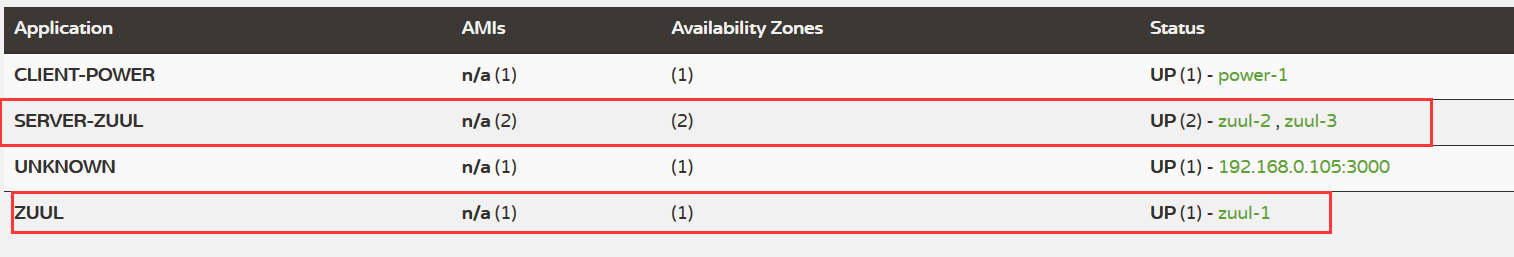 Application AMIs Availability Zones Status
CLIENT-POWER n/a (1) (1) UP (1) - power-1
SERVER-ZUUL n/a (2) (2) UP (2) - zuul-2 , zuul-3
UNKNOWN n/a (1) (1) UP (1) - 192.168.0.105:3000
ZUUL n/a (1) (1) UP (1) - zuul-1